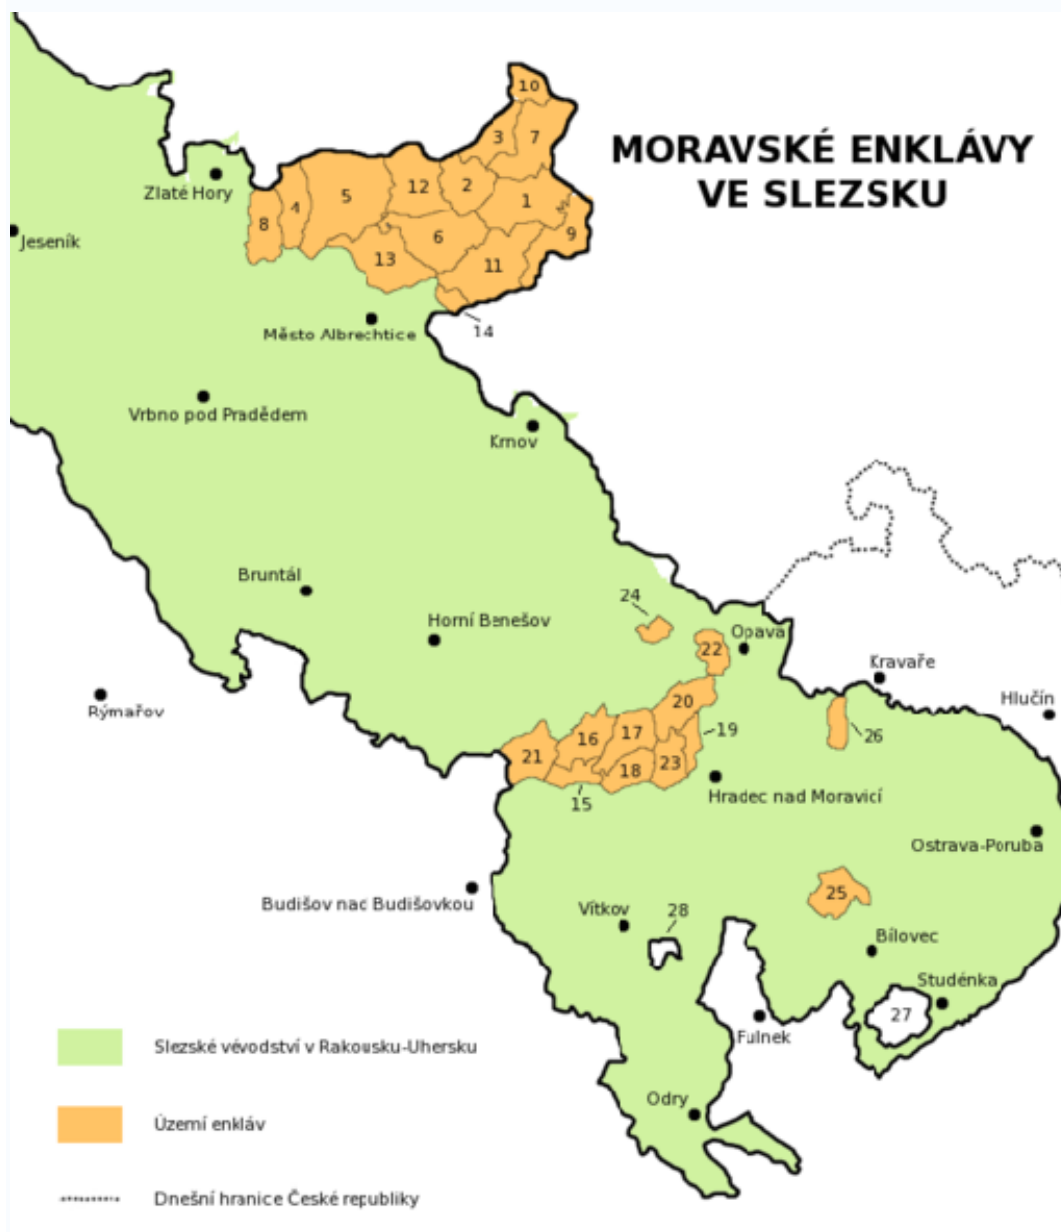 MORAVSKÉ ENKLÁVY
VE SLEZSKU
10
3
7
Zlaté Hory
8
4
5
12
2
1
9
6
13
11
Jeseník
14
Město Albrechtice
Vrbno pod Pradědem
Krnov
Bruntál
24
Horní Benešov
Opava
22
Kravaře
Hlučín
Rýmařov
20
19
26
17
16
21
18
23
15
Hradec nad Moravicí
Ostrava-Poruba
25
Budišov nac Budišovkou
Vítkov
28
Bílovec
Studénka
27
Fulnek
Slezské vévodství v Rakousku-Uhersku
Odry
Území enkláv
Dnešní hranice České republiky